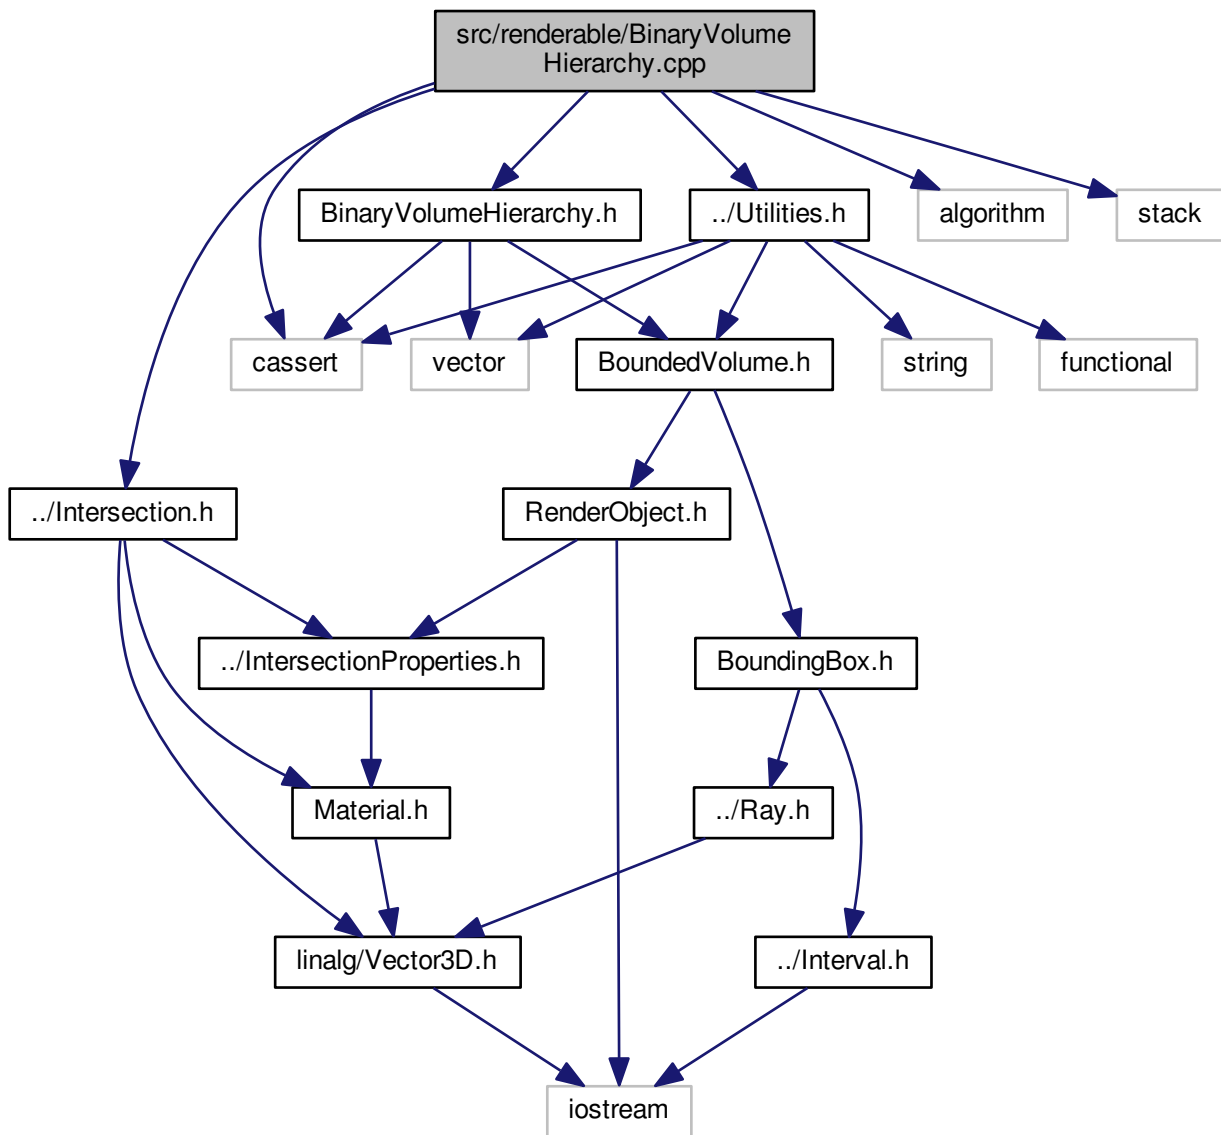 src/renderable/BinaryVolume
Hierarchy.cpp
BinaryVolumeHierarchy.h
../Utilities.h
algorithm
stack
cassert
vector
BoundedVolume.h
string
functional
../Intersection.h
RenderObject.h
../IntersectionProperties.h
BoundingBox.h
Material.h
../Ray.h
linalg/Vector3D.h
../Interval.h
iostream